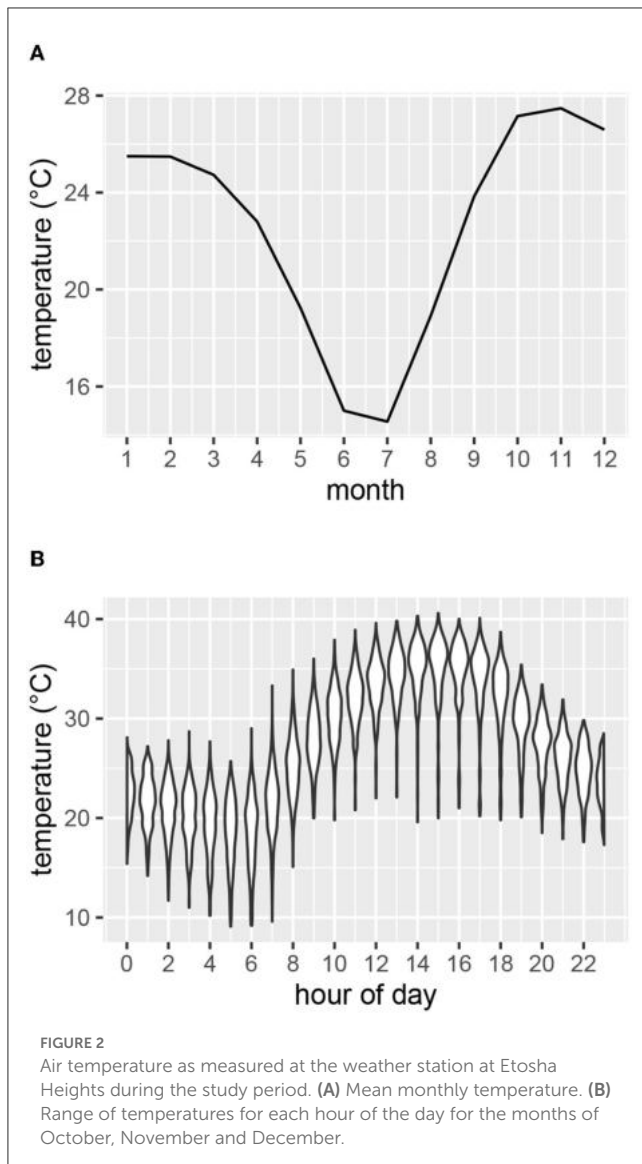 A
28
24
20
16
temperature (°C)
1 2 3 4 5 6 7 8 9 10 11 12
month
B
40
30
20
10
temperature (°C)
0 2 4 6 8 10 12 14 16 18 20 22
hour of day
FIGURE 2
Air temperature as measured at the weather station at Etosha
Heights during the study period. (A) Mean monthly temperature. (B)
Range of temperatures for each hour of the day for the months of
October, November and December.